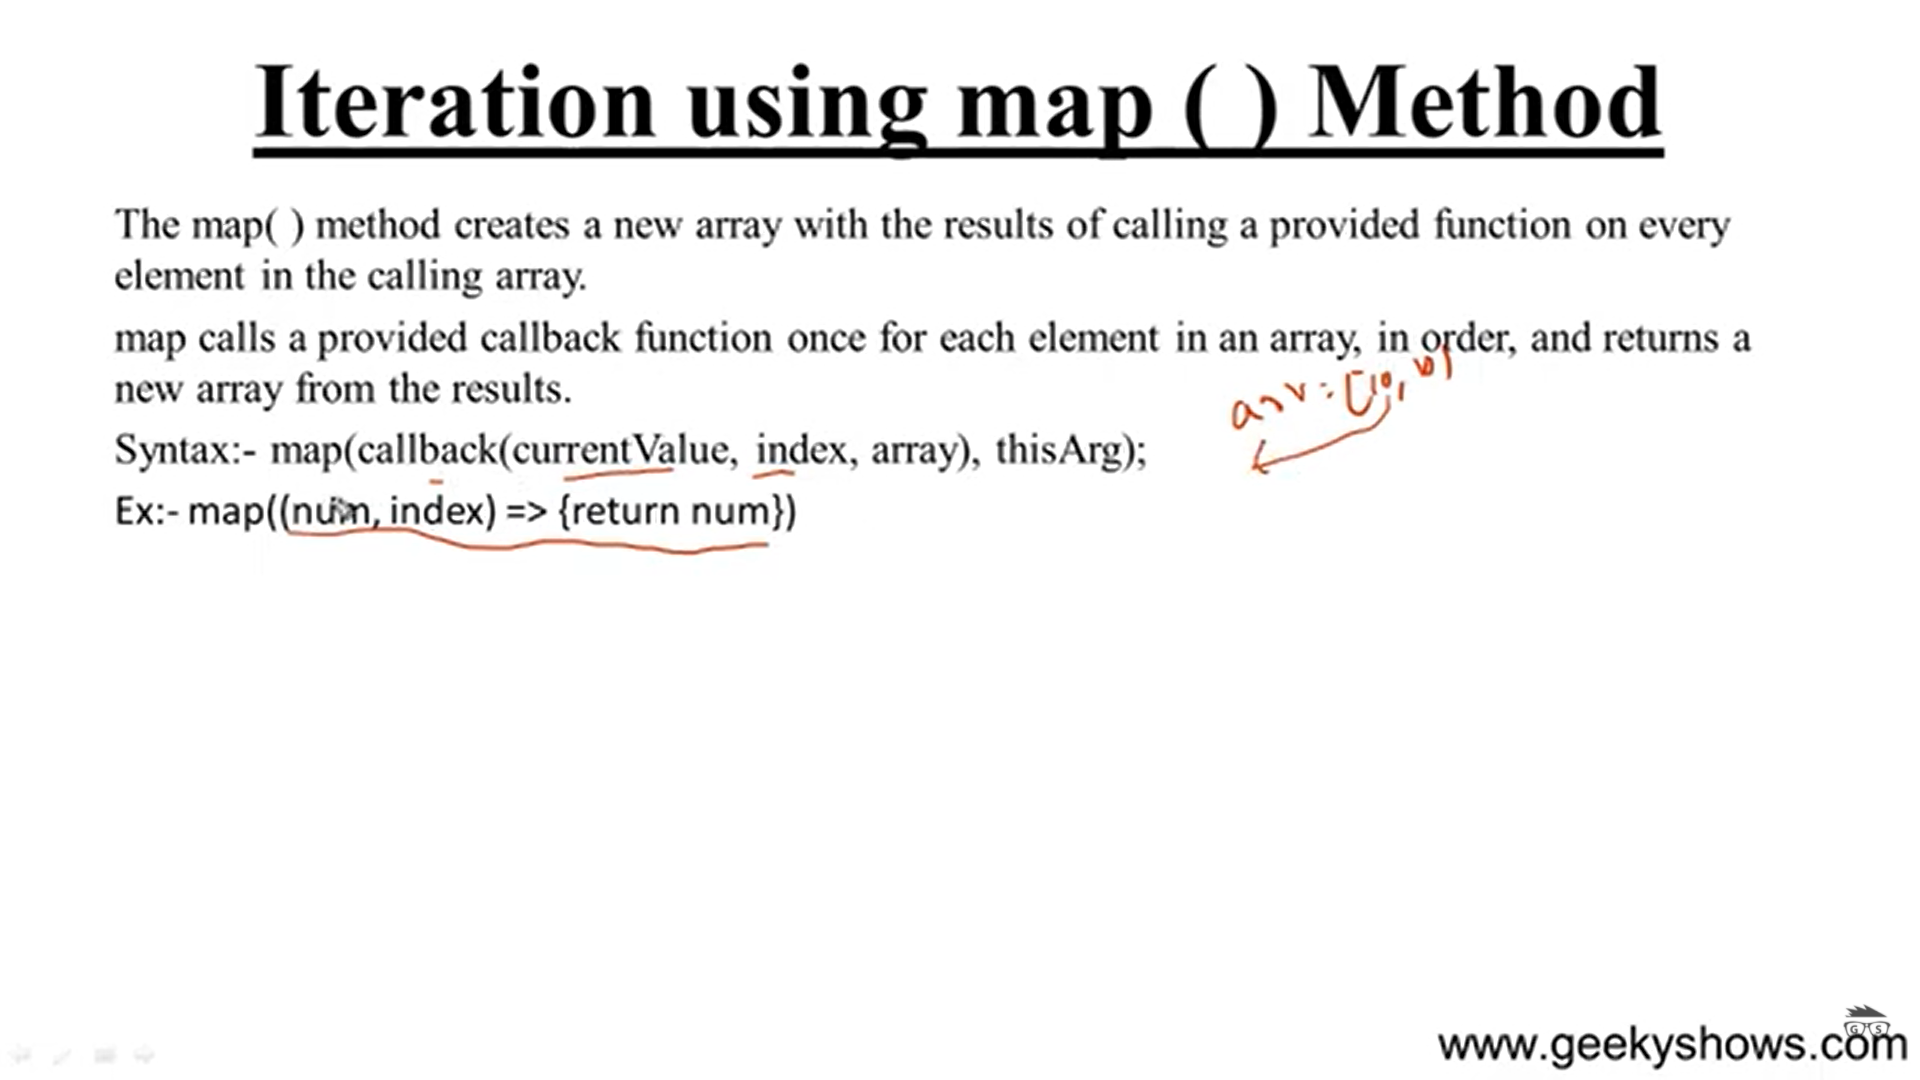 Iteration using map ( ) Method
The map( ) method creates a new array with the results of calling a provided function on every
element in the calling array.
map calls a provided callback function once for each element in an array, in order, and returns a
new array from the results.
arr = [10,
Syntax:- map(callback(currentValue, index, array), thisArg);
Ex:- map((num, index) => {return num})
G S
www.geekyshows.com